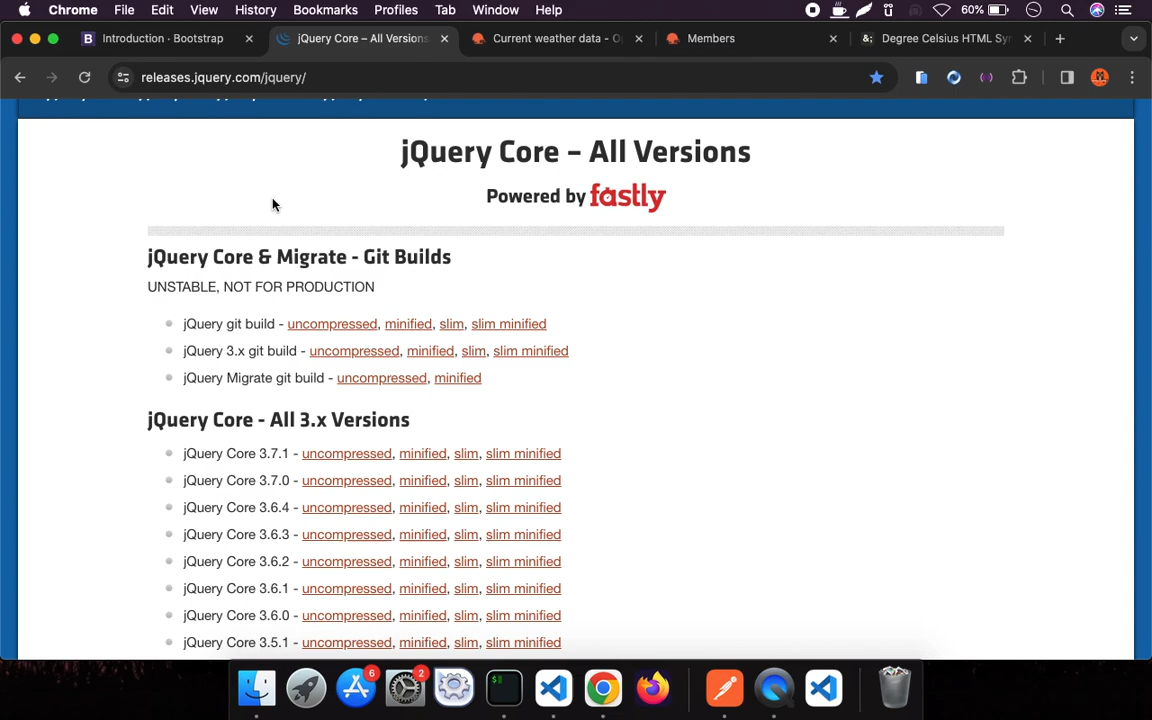 Chrome File Edit View History Bookmarks Profiles Tab Window Help 60%
Introduction · Bootstrap
jQuery Core – All Versions
Current weather data - O
Members
&; Degree Celsius HTML Sy
releases.jquery.com/jquery/
jQuery Core – All Versions
Powered by fastly
jQuery Core & Migrate - Git Builds
UNSTABLE, NOT FOR PRODUCTION
jQuery git build - uncompressed, minified, slim, slim minified
jQuery 3.x git build - uncompressed, minified, slim, slim minified
jQuery Migrate git build - uncompressed, minified
jQuery Core - All 3.x Versions
jQuery Core 3.7.1 - uncompressed, minified, slim, slim minified
jQuery Core 3.7.0 - uncompressed, minified, slim, slim minified
jQuery Core 3.6.4 - uncompressed, minified, slim, slim minified
jQuery Core 3.6.3 - uncompressed, minified, slim, slim minified
jQuery Core 3.6.2 - uncompressed, minified, slim, slim minified
jQuery Core 3.6.1 - uncompressed, minified, slim, slim minified
jQuery Core 3.6.0 - uncompressed, minified, slim, slim minified
jQuery Core 3.5.1 - uncompressed, minified, slim, slim minified
6
2